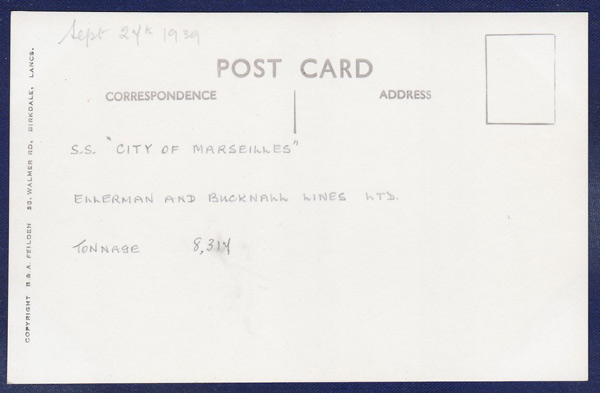 Sept 24th 1939
POST CARD
CORRESPONDENCE ADDRESS
S.S. "CITY OF MARSEILLES"
ELLERMAN AND BUCKNALL LINES LTD.
TONNAGE 8,317
COPYRIGHT B & A. FEILDEN 29, WALMER RD. BIRKDALE, LANCS.